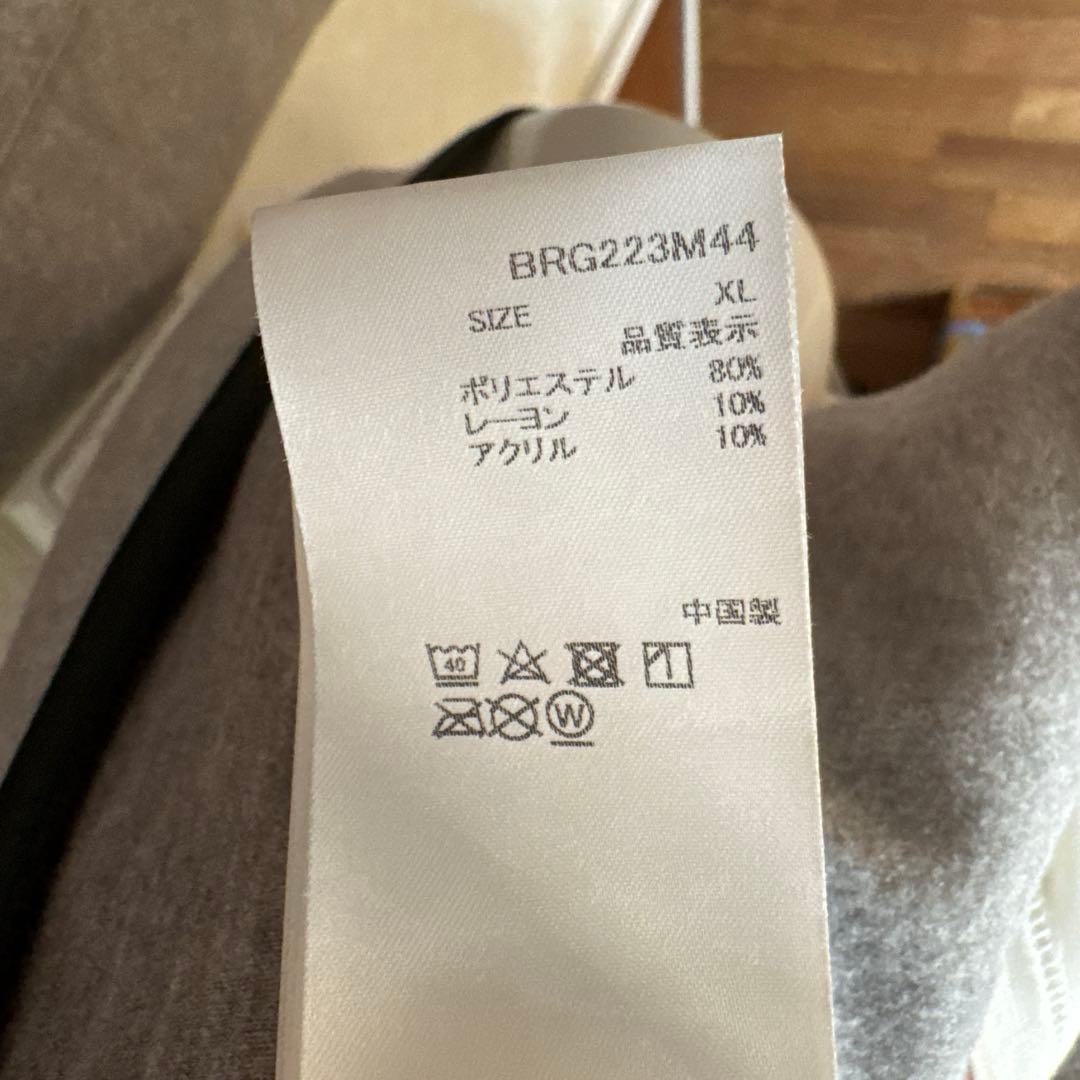 BRG223M44
SIZE XL
品質表示
ポリエステル 80%
レーヨン 10%
アクリル 10%
中国製
40
W